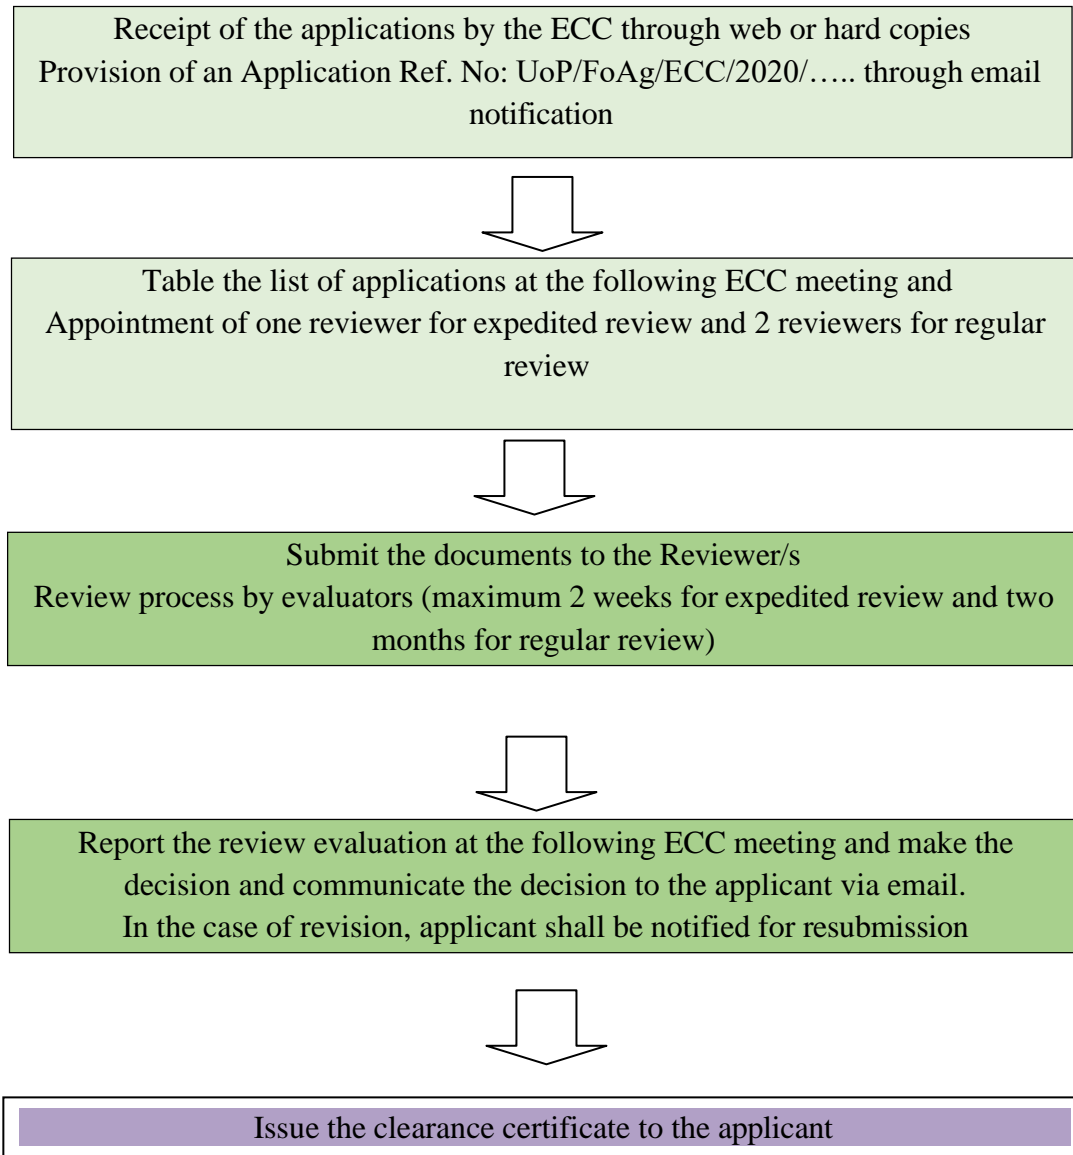 Receipt of the applications by the ECC through web or hard copies
Provision of an Application Ref. No: UoP/FoAg/ECC/2020/….. through email
notification
Table the list of applications at the following ECC meeting and
Appointment of one reviewer for expedited review and 2 reviewers for regular
review
Submit the documents to the Reviewer/s
Review process by evaluators (maximum 2 weeks for expedited review and two
months for regular review)
Report the review evaluation at the following ECC meeting and make the
decision and communicate the decision to the applicant via email.
In the case of revision, applicant shall be notified for resubmission
Issue the clearance certificate to the applicant